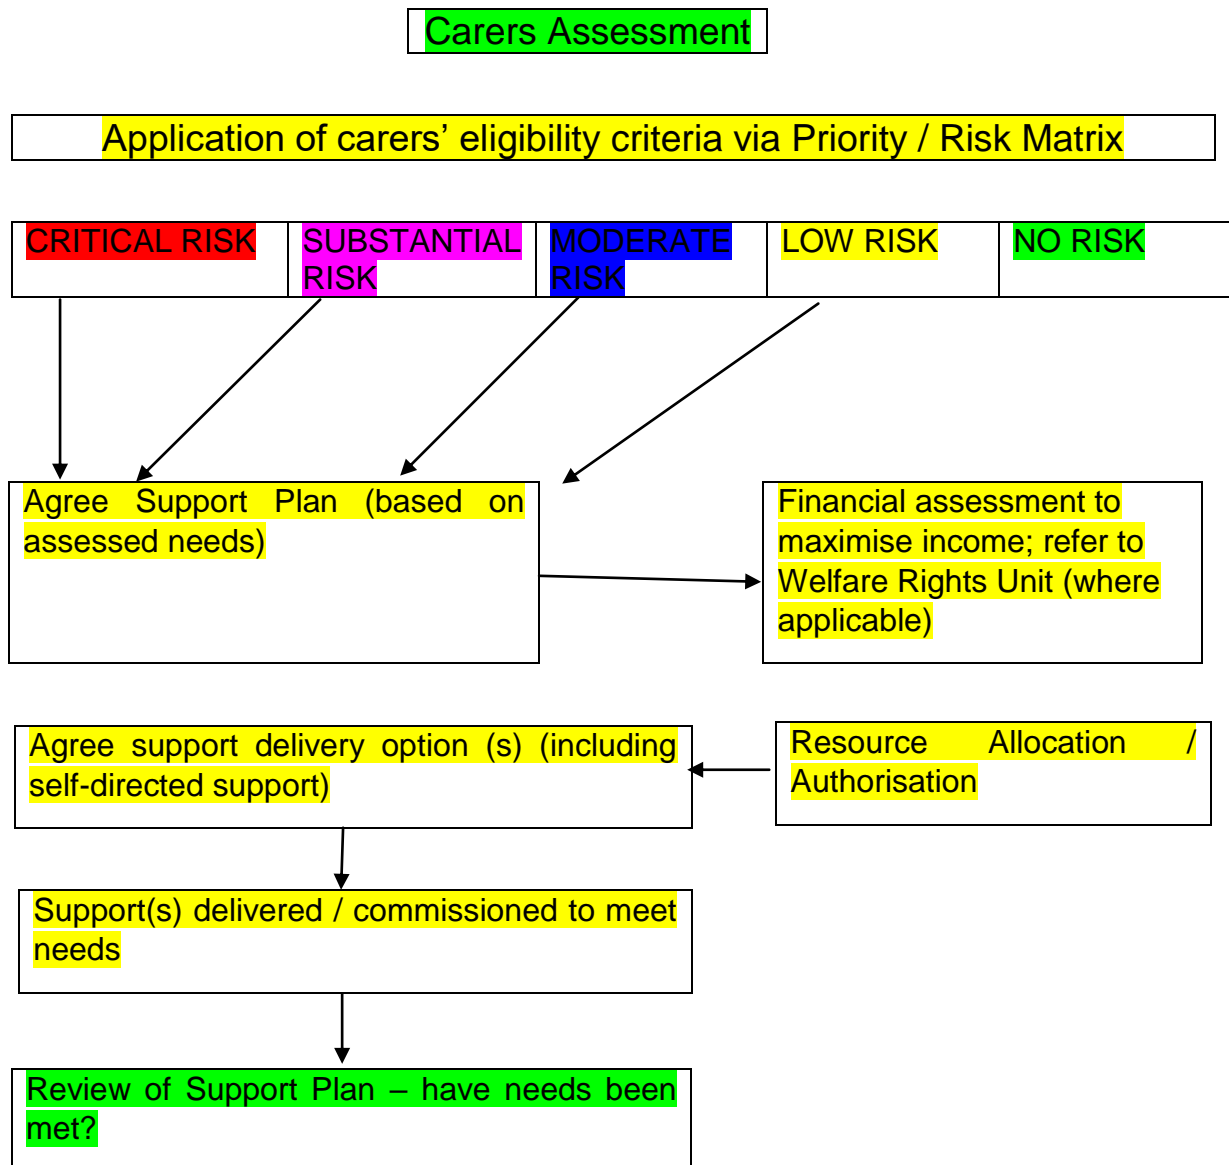 Carers Assessment
Application of carers’ eligibility criteria via Priority / Risk Matrix
CRITICAL RISK
SUBSTANTIAL
RISK
MODERATE
RISK
LOW RISK
NO RISK
Agree Support Plan (based on
assessed needs)
Financial assessment to
maximise income; refer to
Welfare Rights Unit (where
applicable)
Agree support delivery option (s) (including
self-directed support)
Resource Allocation /
Authorisation
Support(s) delivered / commissioned to meet
needs
Review of Support Plan – have needs been
met?